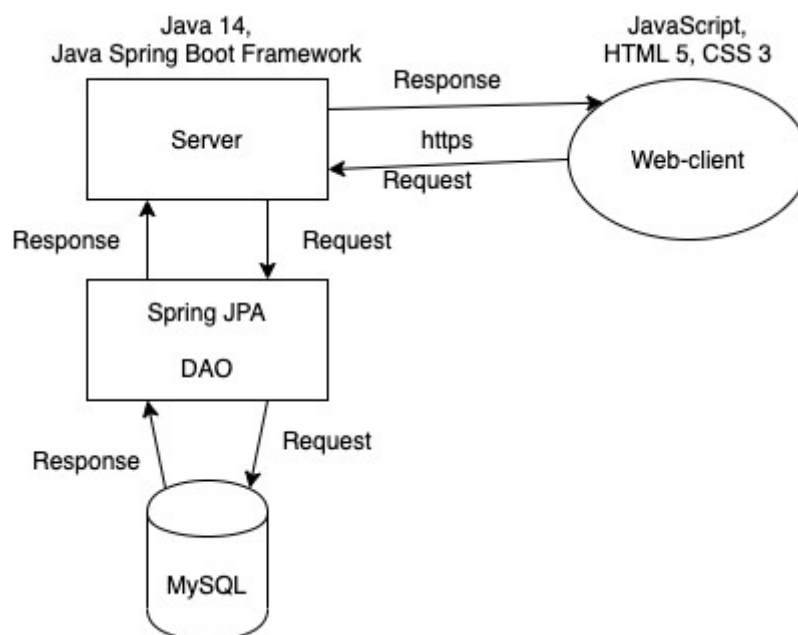 Java 14,
Java Spring Boot Framework
JavaScript,
HTML 5, CSS 3
Response
Server
https
Web-client
Request
Response
Request
Spring JPA
DAO
Request
Response
MySQL